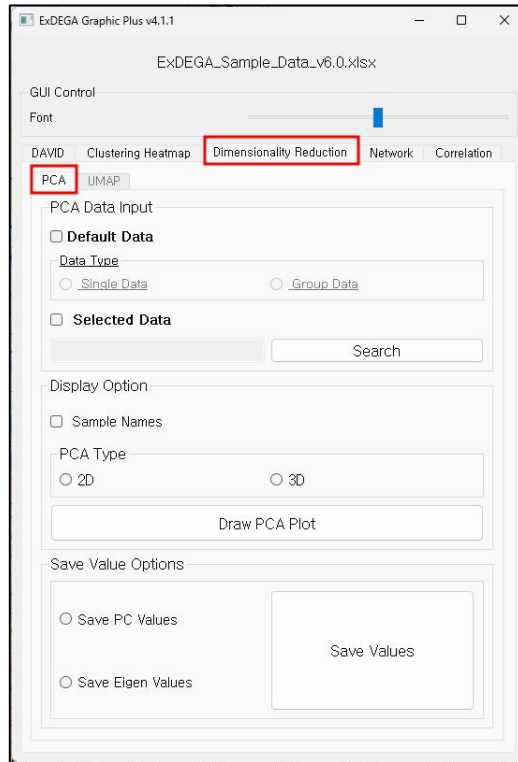 ExDEGA Graphic Plus v4.1.1
ExDEGA_Sample_Data_v6.0.xlsx
GUI Control
Font
DAVID Clustering Heatmap Dimensionality Reduction Network Correlation
PCA UMAP
PCA Data Input
Default Data
Data Type
Single Data Group Data
Selected Data
Search
Display Option
Sample Names
PCA Type
2D 3D
Draw PCA Plot
Save Value Options
Save PC Values
Save Values
Save Eigen Values